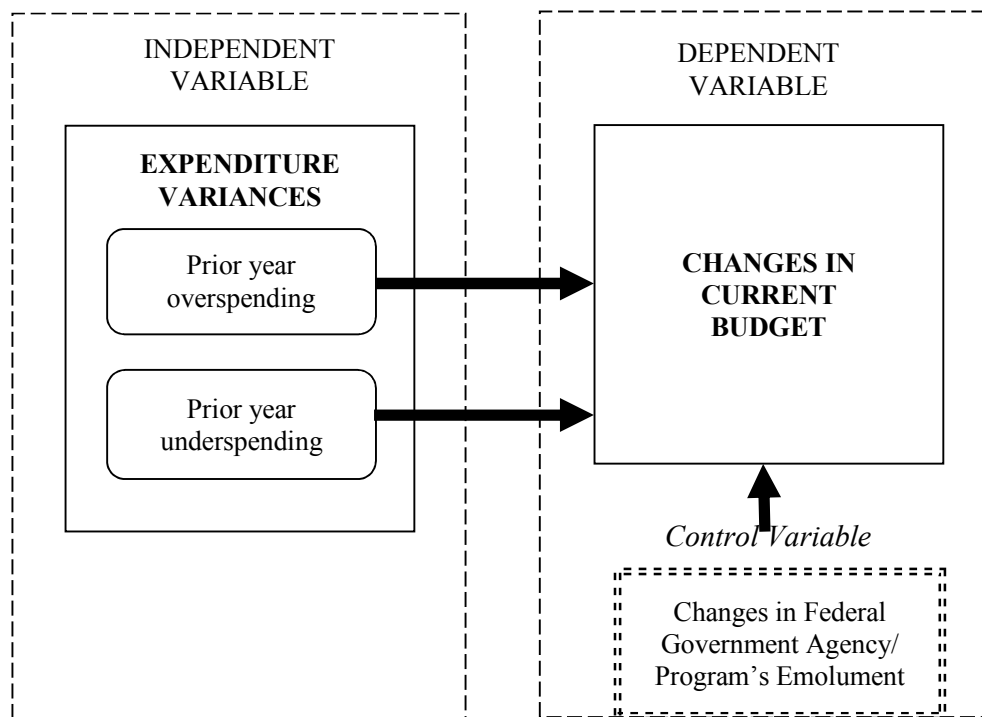 INDEPENDENT
VARIABLE
EXPENDITURE
VARIANCES
Prior year
overspending
Prior year
underspending
DEPENDENT
VARIABLE
CHANGES IN
CURRENT
BUDGET
Control Variable
Changes in Federal
Government Agency/
Program’s Emolument